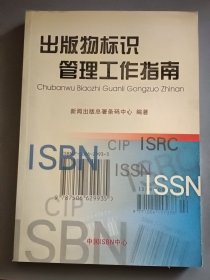 出版物标识
管理工作指南
Chubanwu Biaozhi Guanli Gongzuo Zhinan
新闻出版总署条码中心 编著
CIP
ISRC
ISBN
ISSN
CIP
ISBN
中国ISBN中心